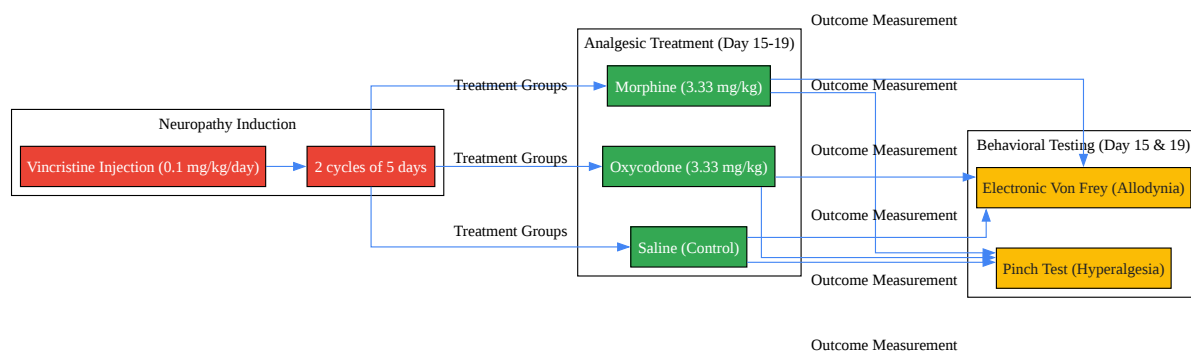 Neuropathy Induction
Vincristine Injection (0.1 mg/kg/day)
2 cycles of 5 days
Treatment Groups
Treatment Groups
Treatment Groups
Analgesic Treatment (Day 15-19)
Morphine (3.33 mg/kg)
Oxycodone (3.33 mg/kg)
Saline (Control)
Outcome Measurement
Outcome Measurement
Outcome Measurement
Outcome Measurement
Outcome Measurement
Outcome Measurement
Behavioral Testing (Day 15 & 19)
Electronic Von Frey (Allodynia)
Pinch Test (Hyperalgesia)